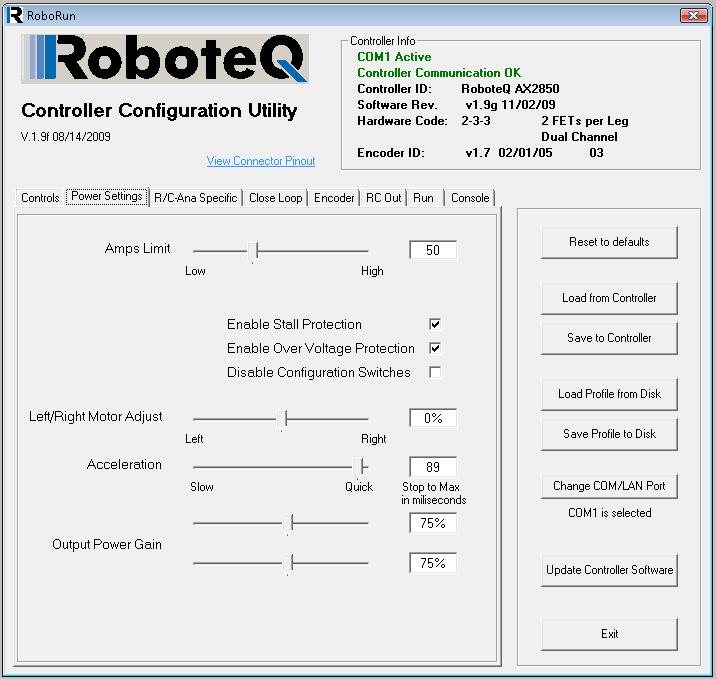 RoboRun
RoboteQ
Controller Configuration Utility
V.1.9f 08/14/2009
View Connector Pinout
Controller Info
COM1 Active
Controller Communication OK
Controller ID: RoboteQ AX2850
Software Rev. v1.9g 11/02/09
Hardware Code: 2-3-3 2 FETs per Leg
Dual Channel
Encoder ID: v1.7 02/01/05 03
Controls Power Settings R/C-Ana Specific Close Loop Encoder RC Out Run Console
Amps Limit 50
Low High
Enable Stall Protection
Enable Over Voltage Protection
Disable Configuration Switches
Left/Right Motor Adjust 0%
Left Right
Acceleration 89
Slow Quick Stop to Max
in miliseconds
75%
Output Power Gain
75%
Reset to defaults
Load from Controller
Save to Controller
Load Profile from Disk
Save Profile to Disk
Change COM/LAN Port
COM1 is selected
Update Controller Software
Exit